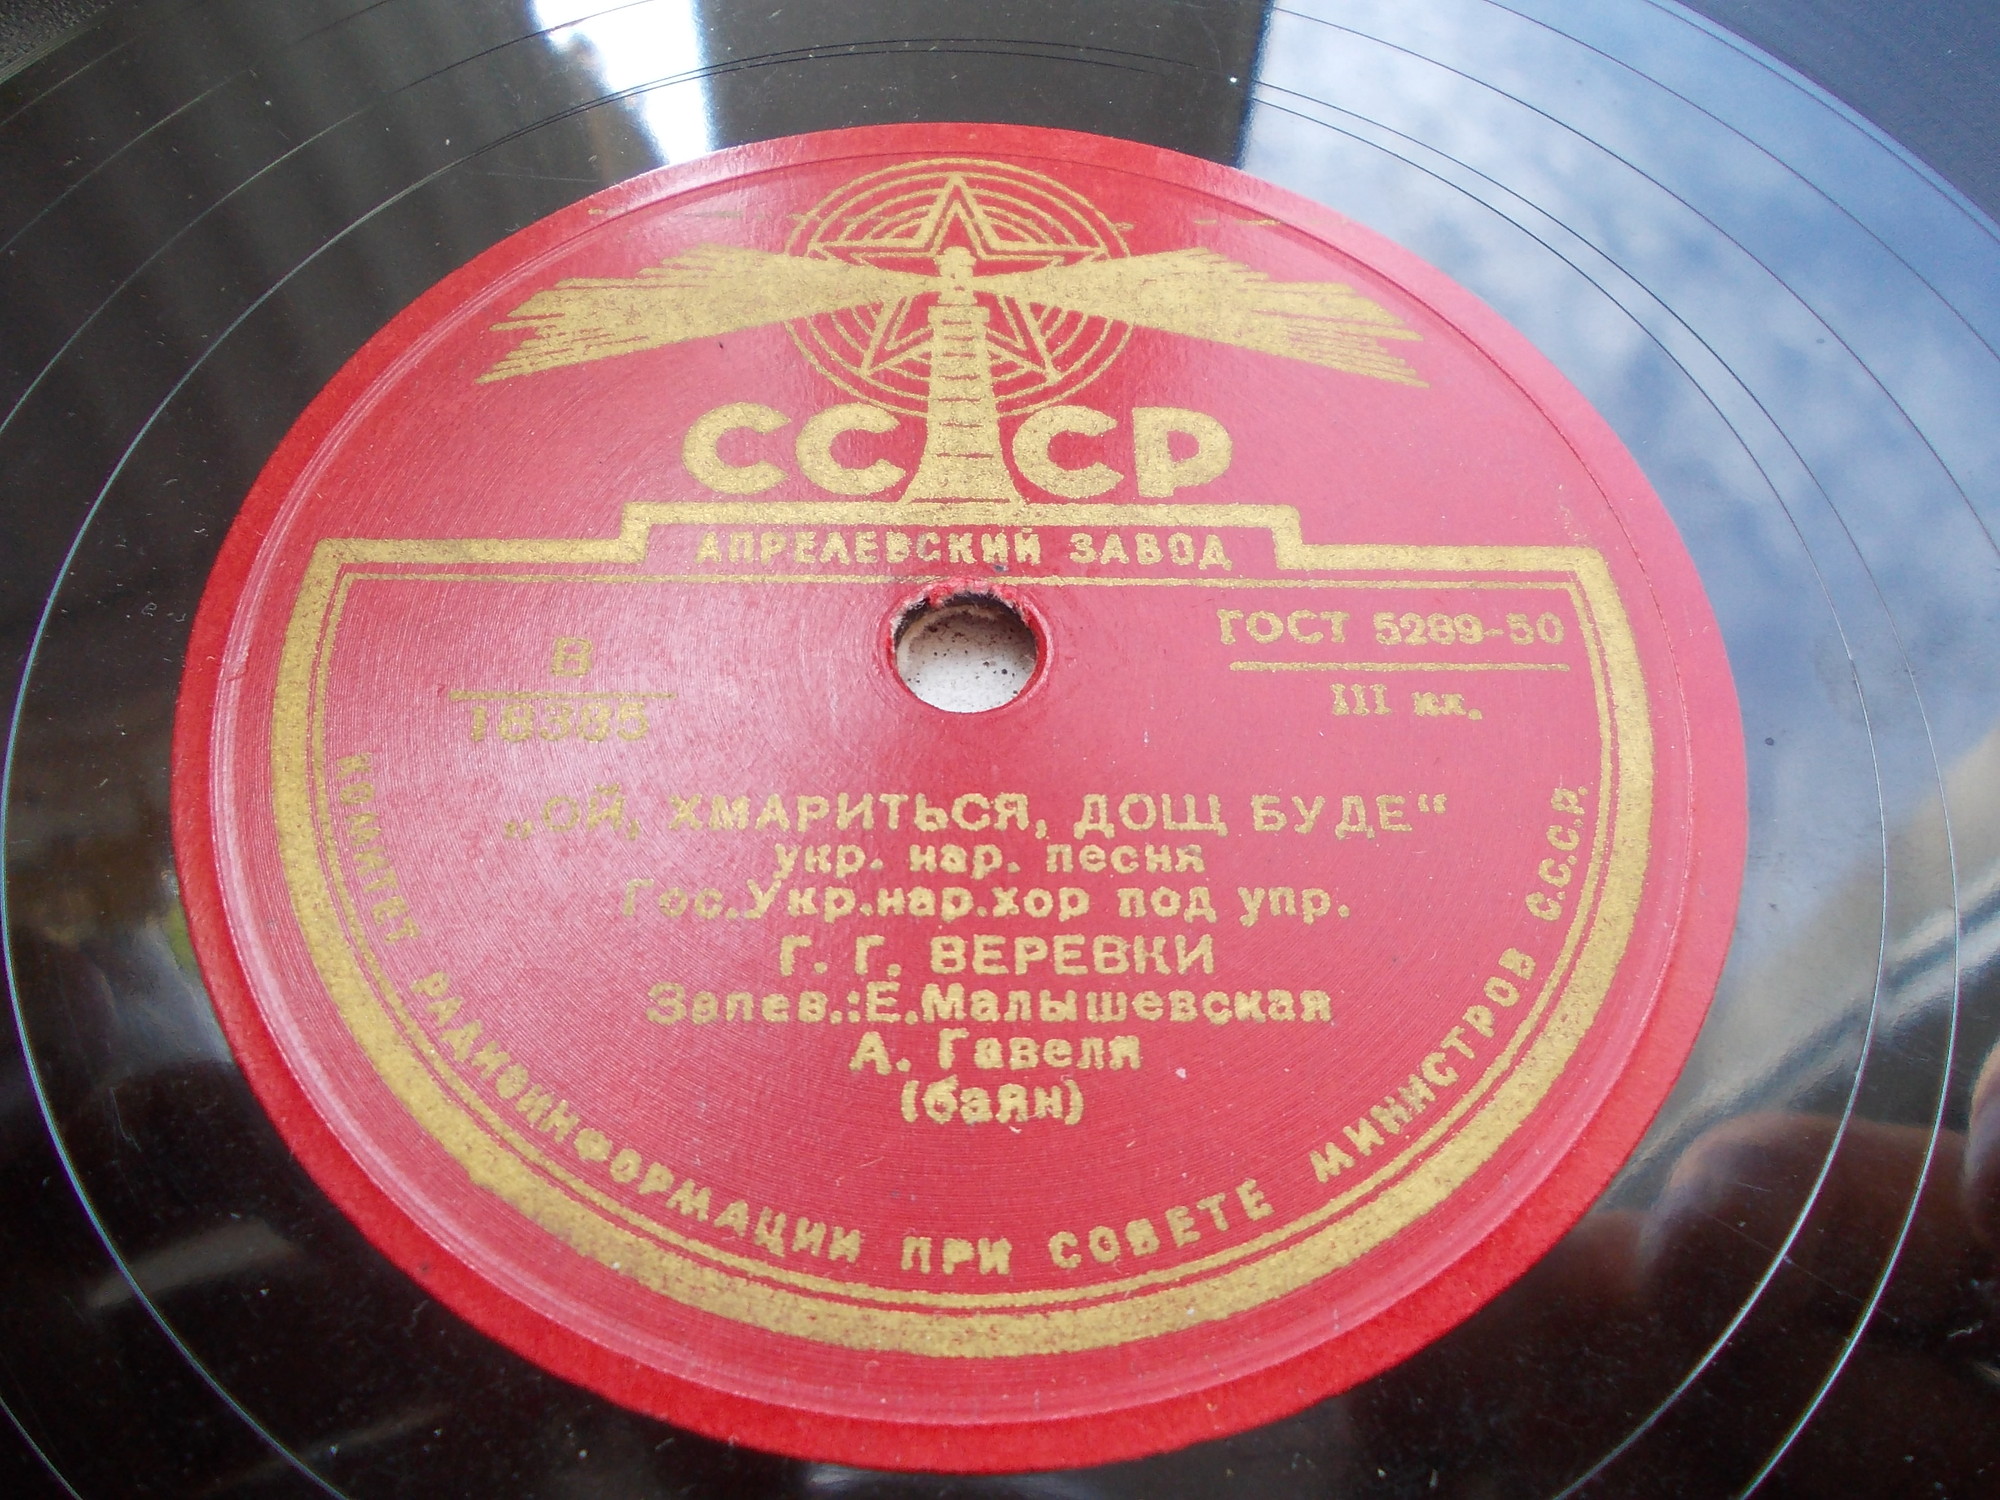 СССР
АПРЕЛЕВСКИЙ ЗАВОД
ГОСТ 5289-50
В
18385
III кк.
„ОЙ, ХМАРИТЬСЯ, ДОЩ БУДЕ“
укр. нар. песня
Гос.Укр.нар.хор под упр.
Г. Г. ВЕРЕВКИ
Запев.:Е.Малышевская
А. Гавеля
(баян)
КОМИТЕТ РАДИОИНФОРМАЦИИ ПРИ СОВЕТЕ МИНИСТРОВ С.С.С.Р.